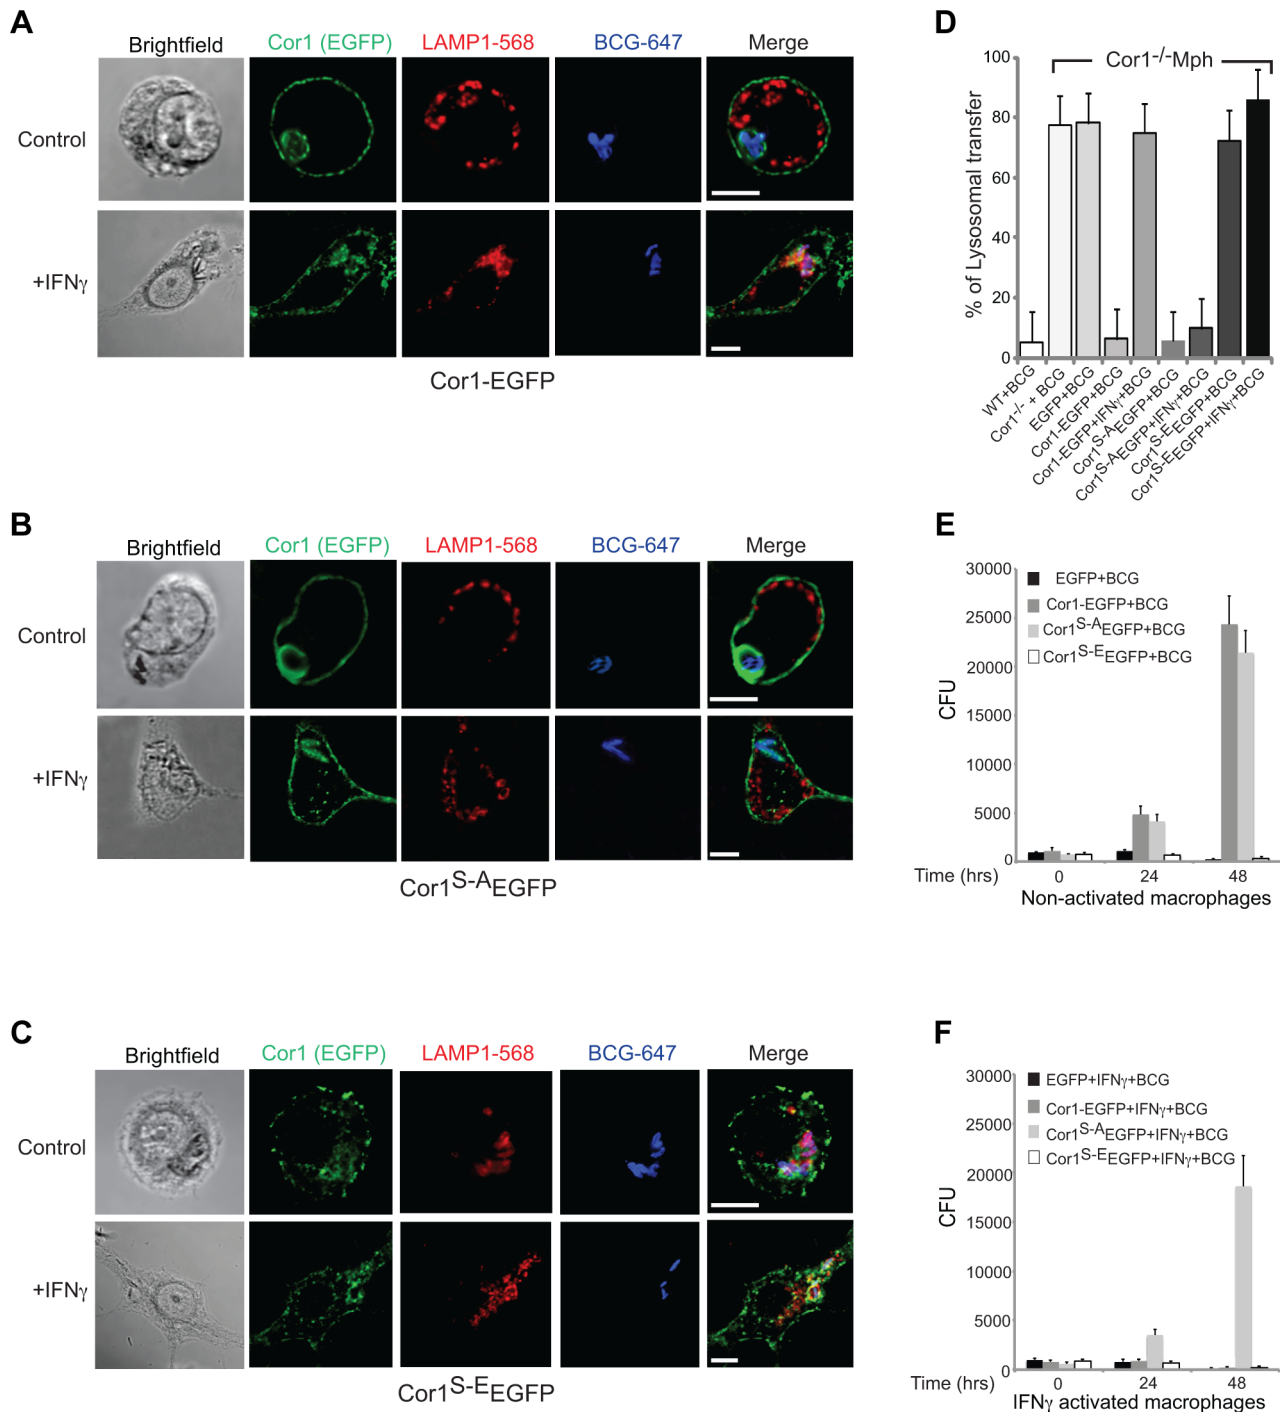 A
Brightfield Cor1 (EGFP) LAMP1-568 BCG-647 Merge
Control
+IFNγ
Cor1-EGFP
B
Brightfield Cor1 (EGFP) LAMP1-568 BCG-647 Merge
Control
+IFNγ
Cor1S-AEGFP
C
Brightfield Cor1 (EGFP) LAMP1-568 BCG-647 Merge
Control
+IFNγ
Cor1S-EEGFP
D
Cor1-/-Mph
% of Lysosomal transfer
100
80
60
40
20
0
WT+BCG
Cor1-/- + BCG
EGFP+BCG
Cor1-EGFP+BCG
Cor1-EGFP+IFNγ+BCG
Cor1S-AEGFP+BCG
Cor1S-AEGFP+IFNγ+BCG
Cor1S-EEGFP+BCG
Cor1S-EEGFP+IFNγ+BCG
E
CFU
30000
25000
20000
15000
10000
5000
0
EGFP+BCG
Cor1-EGFP+BCG
Cor1S-AEGFP+BCG
Cor1S-EEGFP+BCG
Time (hrs) 0 24 48
Non-activated macrophages
F
CFU
30000
25000
20000
15000
10000
5000
0
EGFP+IFNγ+BCG
Cor1-EGFP+IFNγ+BCG
Cor1S-AEGFP+IFNγ+BCG
Cor1S-EEGFP+IFNγ+BCG
Time (hrs) 0 24 48
IFNγ activated macrophages